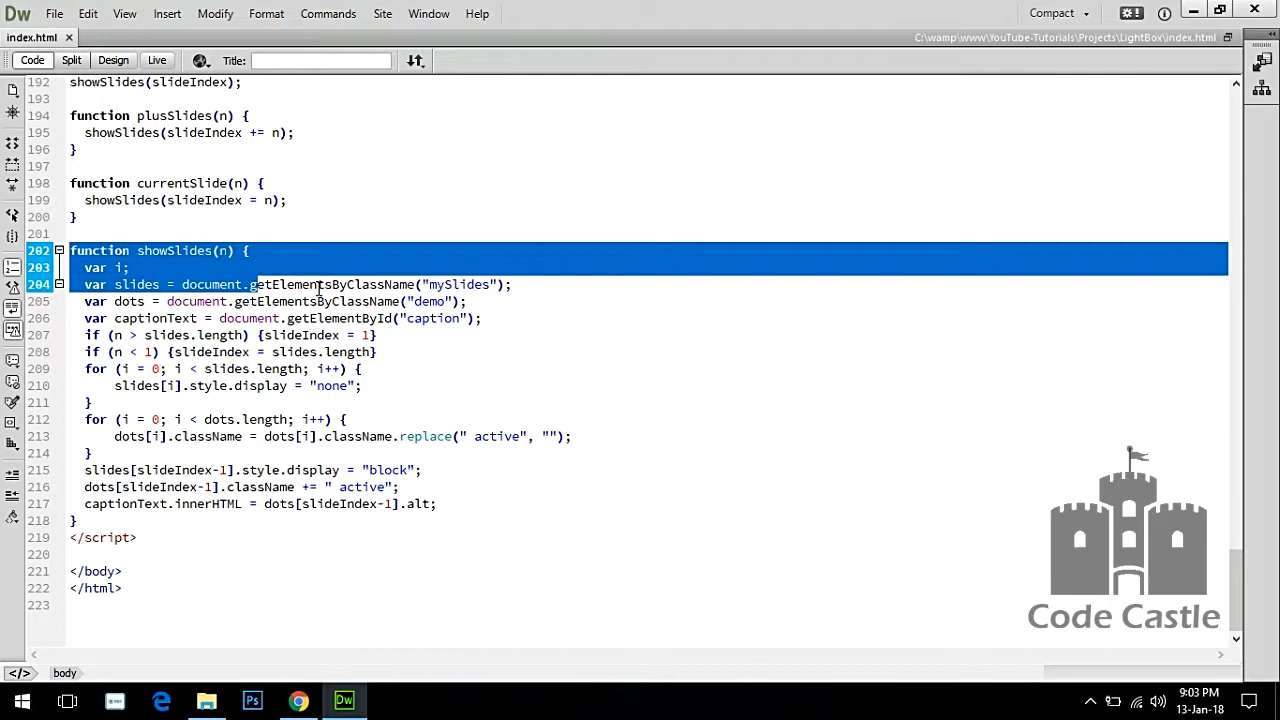 Dw File Edit View Insert Modify Format Commands Site Window Help Compact
index.html C:\wamp\www\YouTube-Tutorials\Projects\LightBox\index.html
Code Split Design Live Title:
192 showSlides(slideIndex);
193
194 function plusSlides(n) {
195 showSlides(slideIndex += n);
196 }
197
198 function currentSlide(n) {
199 showSlides(slideIndex = n);
200 }
201
202 function showSlides(n) {
203 var i;
204 var slides = document.getElementsByClassName("mySlides");
205 var dots = document.getElementsByClassName("demo");
206 var captionText = document.getElementById("caption");
207 if (n > slides.length) {slideIndex = 1}
208 if (n < 1) {slideIndex = slides.length}
209 for (i = 0; i < slides.length; i++) {
210 slides[i].style.display = "none";
211 }
212 for (i = 0; i < dots.length; i++) {
213 dots[i].className = dots[i].className.replace(" active", "");
214 }
215 slides[slideIndex-1].style.display = "block";
216 dots[slideIndex-1].className += " active";
217 captionText.innerHTML = dots[slideIndex-1].alt;
218 }
219 </script>
220
221 </body>
222 </html>
223
Code Castle
</> body
Ps Dw 9:03 PM
13-Jan-18